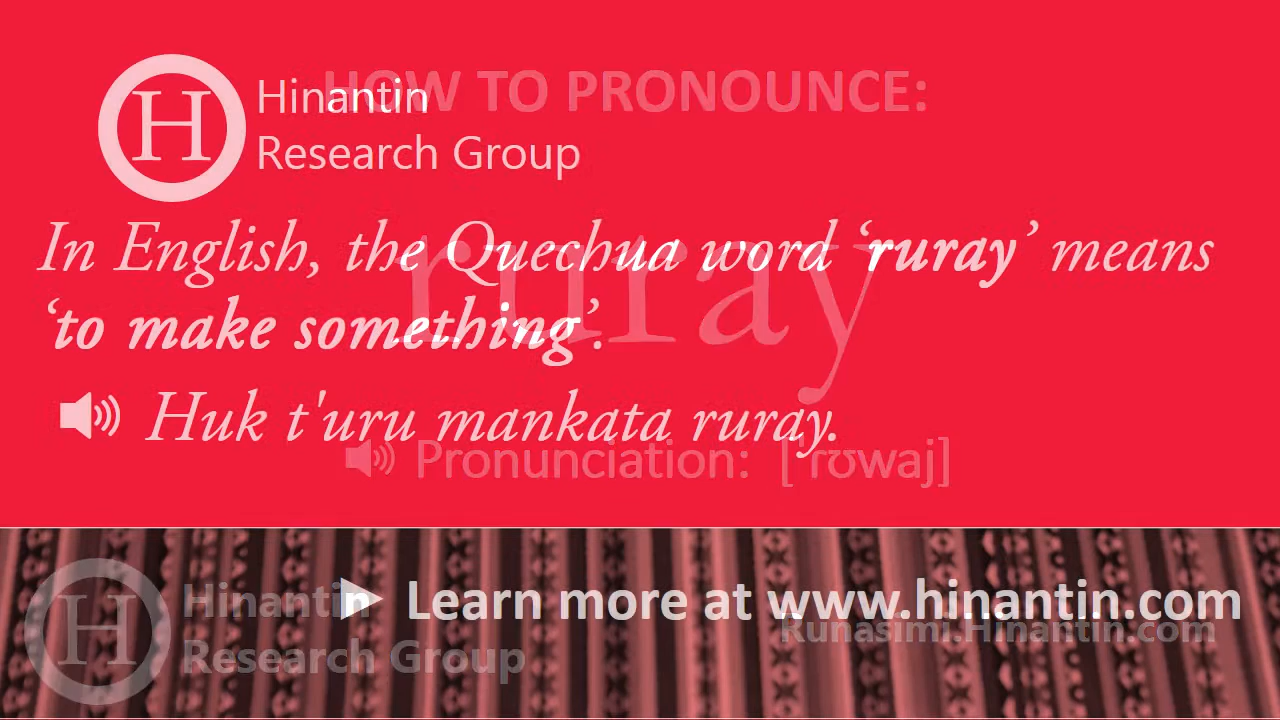 HOW TO PRONOUNCE:
Hinantin
Research Group
In English, the Quechua word ‘ruray’ means
‘to make something’.
ruray
Huk t'uru mankata ruray.
Pronunciation: [ˈrʊwaj]
Learn more at www.hinantin.com
Runasimi.Hinantin.com
H Hinantin
Research Group